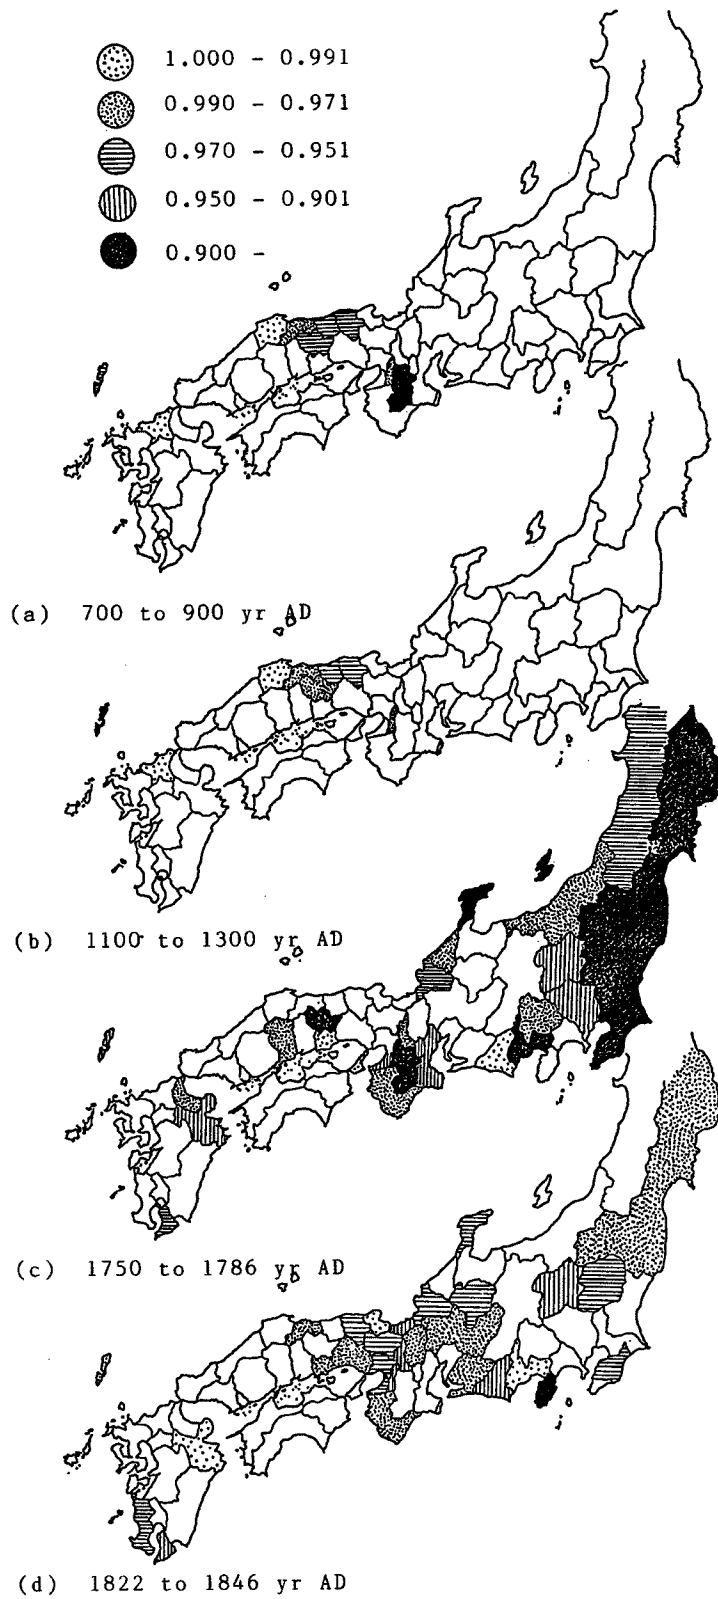 1.000 - 0.991
0.990 - 0.971
0.970 - 0.951
0.950 - 0.901
0.900 -
(a) 700 to 900 yr AD
(b) 1100 to 1300 yr AD
(c) 1750 to 1786 yr AD
(d) 1822 to 1846 yr AD